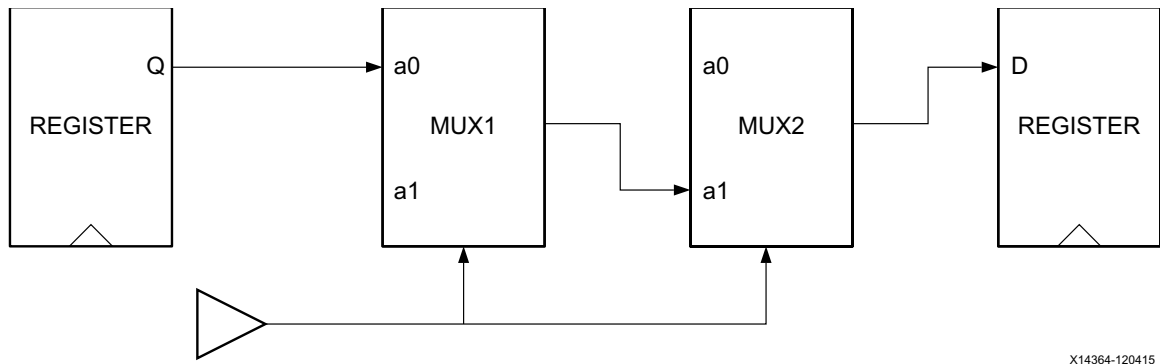 Q
REGISTER
a0
MUX1
a1
a0
MUX2
a1
D
REGISTER
X14364-120415